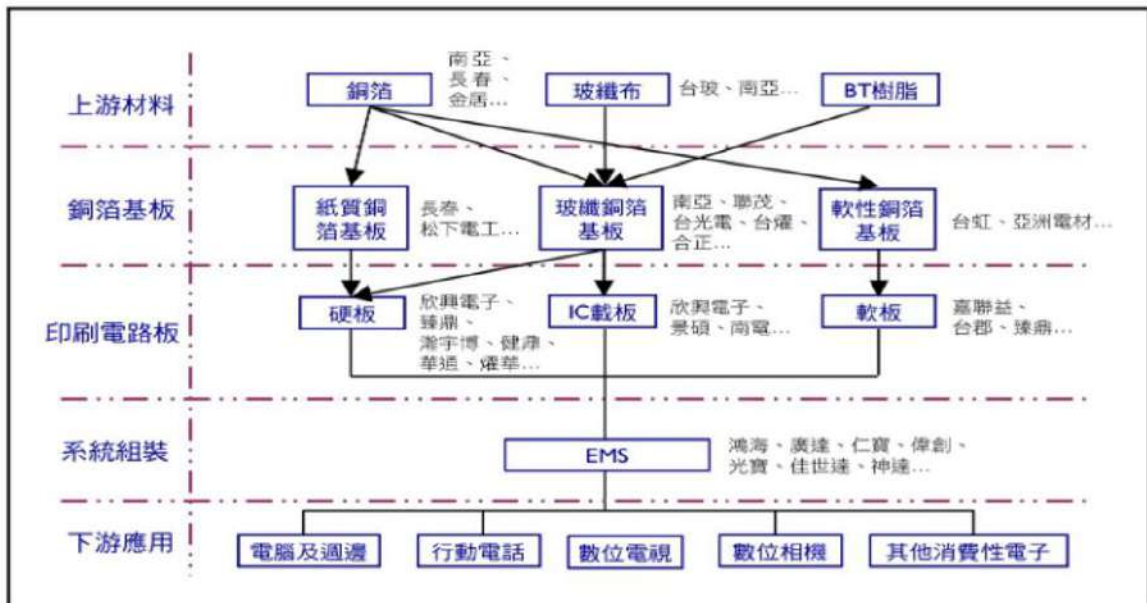 上游材料
銅箔
南亞、
長春、
金居...
玻纖布
台玻、南亞...
BT樹脂
銅箔基板
紙質銅
箔基板
長春、
松下電工...
玻纖銅箔
基板
南亞、聯茂、
台光電、台燿、
合正...
軟性銅箔
基板
台虹、亞洲電材...
印刷電路板
硬板
欣興電子、
臻鼎、
瀚宇博、健鼎、
華通、燿華...
IC載板
欣興電子、
景碩、南電...
軟板
嘉聯益、
台郡、臻鼎...
系統組裝
EMS
鴻海、廣達、仁寶、偉創、
光寶、佳世達、神達...
下游應用
電腦及週邊
行動電話
數位電視
數位相機
其他消費性電子